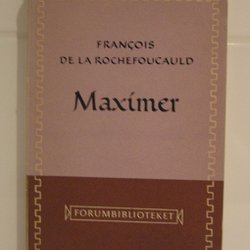 FRANÇOIS
DE LA ROCHEFOUCAULD
Maximer
FORUMBIBLIOTEKET